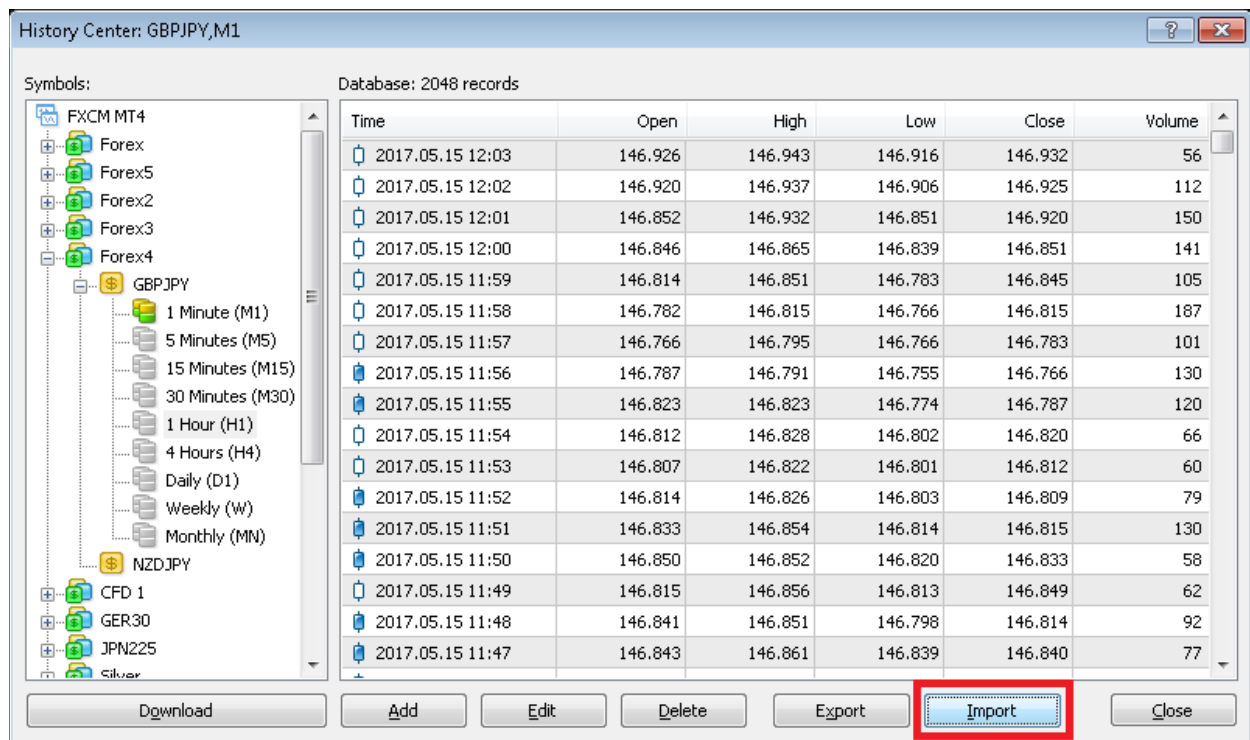 History Center: GBPJPY,M1
Symbols:
Database: 2048 records
FXCM MT4
Forex
Forex5
Forex2
Forex3
Forex4
GBPJPY
1 Minute (M1)
5 Minutes (M5)
15 Minutes (M15)
30 Minutes (M30)
1 Hour (H1)
4 Hours (H4)
Daily (D1)
Weekly (W)
Monthly (MN)
NZDJPY
CFD 1
GER30
JPN225
Silver
Time Open High Low Close Volume
2017.05.15 12:03 146.926 146.943 146.916 146.932 56
2017.05.15 12:02 146.920 146.937 146.906 146.925 112
2017.05.15 12:01 146.852 146.932 146.851 146.920 150
2017.05.15 12:00 146.846 146.865 146.839 146.851 141
2017.05.15 11:59 146.814 146.851 146.783 146.845 105
2017.05.15 11:58 146.782 146.815 146.766 146.815 187
2017.05.15 11:57 146.766 146.795 146.766 146.783 101
2017.05.15 11:56 146.787 146.791 146.755 146.766 130
2017.05.15 11:55 146.823 146.823 146.774 146.787 120
2017.05.15 11:54 146.812 146.828 146.802 146.820 66
2017.05.15 11:53 146.807 146.822 146.801 146.812 60
2017.05.15 11:52 146.814 146.826 146.803 146.809 79
2017.05.15 11:51 146.833 146.854 146.814 146.815 130
2017.05.15 11:50 146.850 146.852 146.820 146.833 58
2017.05.15 11:49 146.815 146.856 146.813 146.849 62
2017.05.15 11:48 146.841 146.851 146.798 146.814 92
2017.05.15 11:47 146.843 146.861 146.839 146.840 77
Download Add Edit Delete Export Import Close